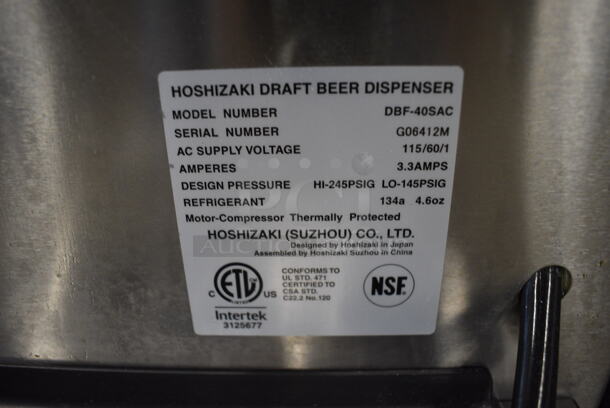 HOSHIZAKI DRAFT BEER DISPENSER
MODEL NUMBER DBF-40SAC
SERIAL NUMBER G06412M
AC SUPPLY VOLTAGE 115/60/1
AMPERES 3.3AMPS
DESIGN PRESSURE HI-245PSIG LO-145PSIG
REFRIGERANT 134a 4.6oz
Motor-Compressor Thermally Protected
HOSHIZAKI (SUZHOU) CO., LTD.
Designed by Hoshizaki in Japan
Assembled by Hoshizaki Suzhou in China
C ETL US
Intertek
3125677
CONFORMS TO
UL STD. 471
CERTIFIED TO
CSA STD.
C22.2 No.120
NSF